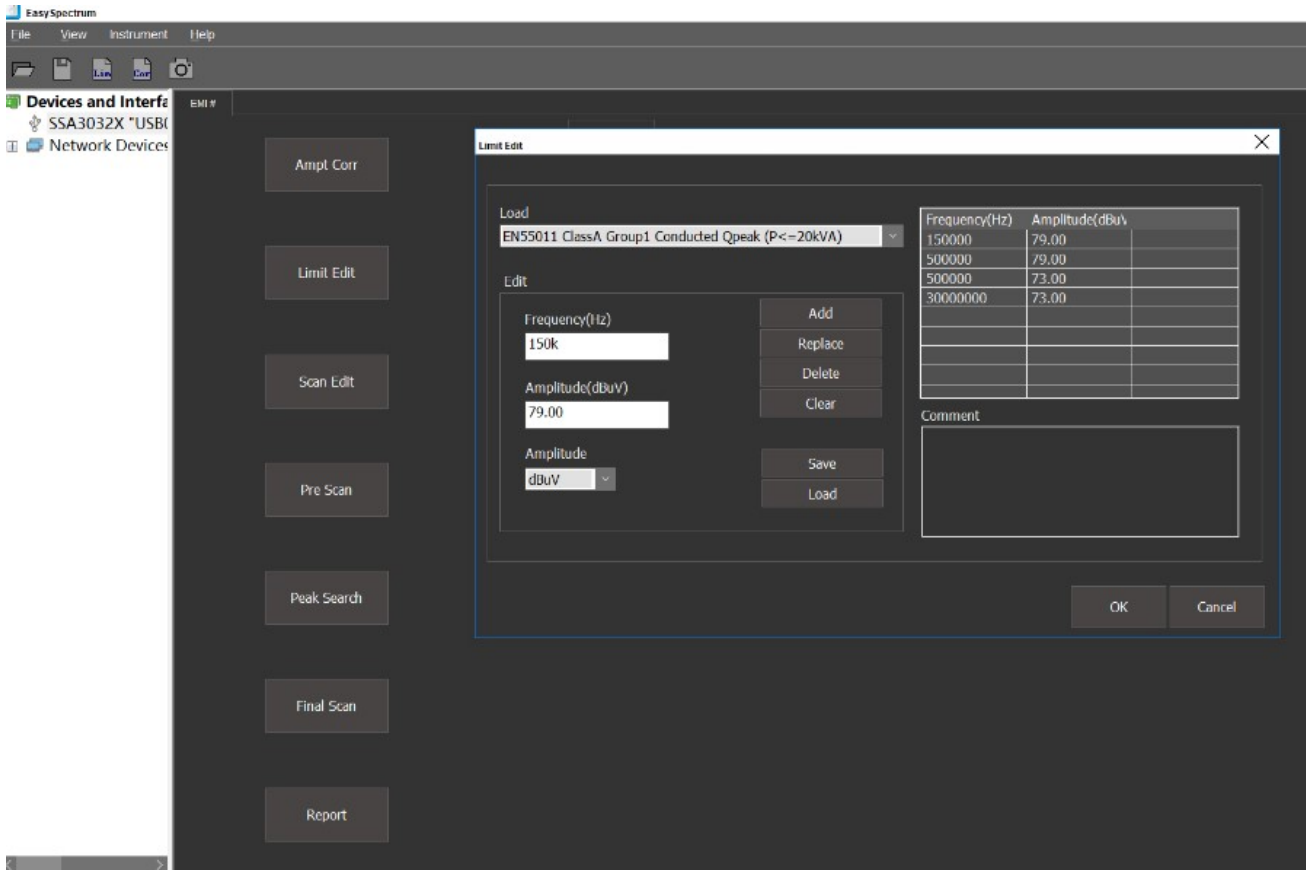 EasySpectrum
File View Instrument Help
Lim Cor
Devices and Interfa
SSA3032X "USB(
Network Devices
EMI #
Ampt Corr
Limit Edit
Scan Edit
Pre Scan
Peak Search
Final Scan
Report
Limit Edit
Load
EN55011 ClassA Group1 Conducted Qpeak (P<=20kVA)
Edit
Frequency(Hz)
150k
Amplitude(dBuV)
79.00
Amplitude
dBuV
Add
Replace
Delete
Clear
Save
Load
Frequency(Hz) Amplitude(dBuV
150000 79.00
500000 79.00
500000 73.00
30000000 73.00
Comment
OK Cancel